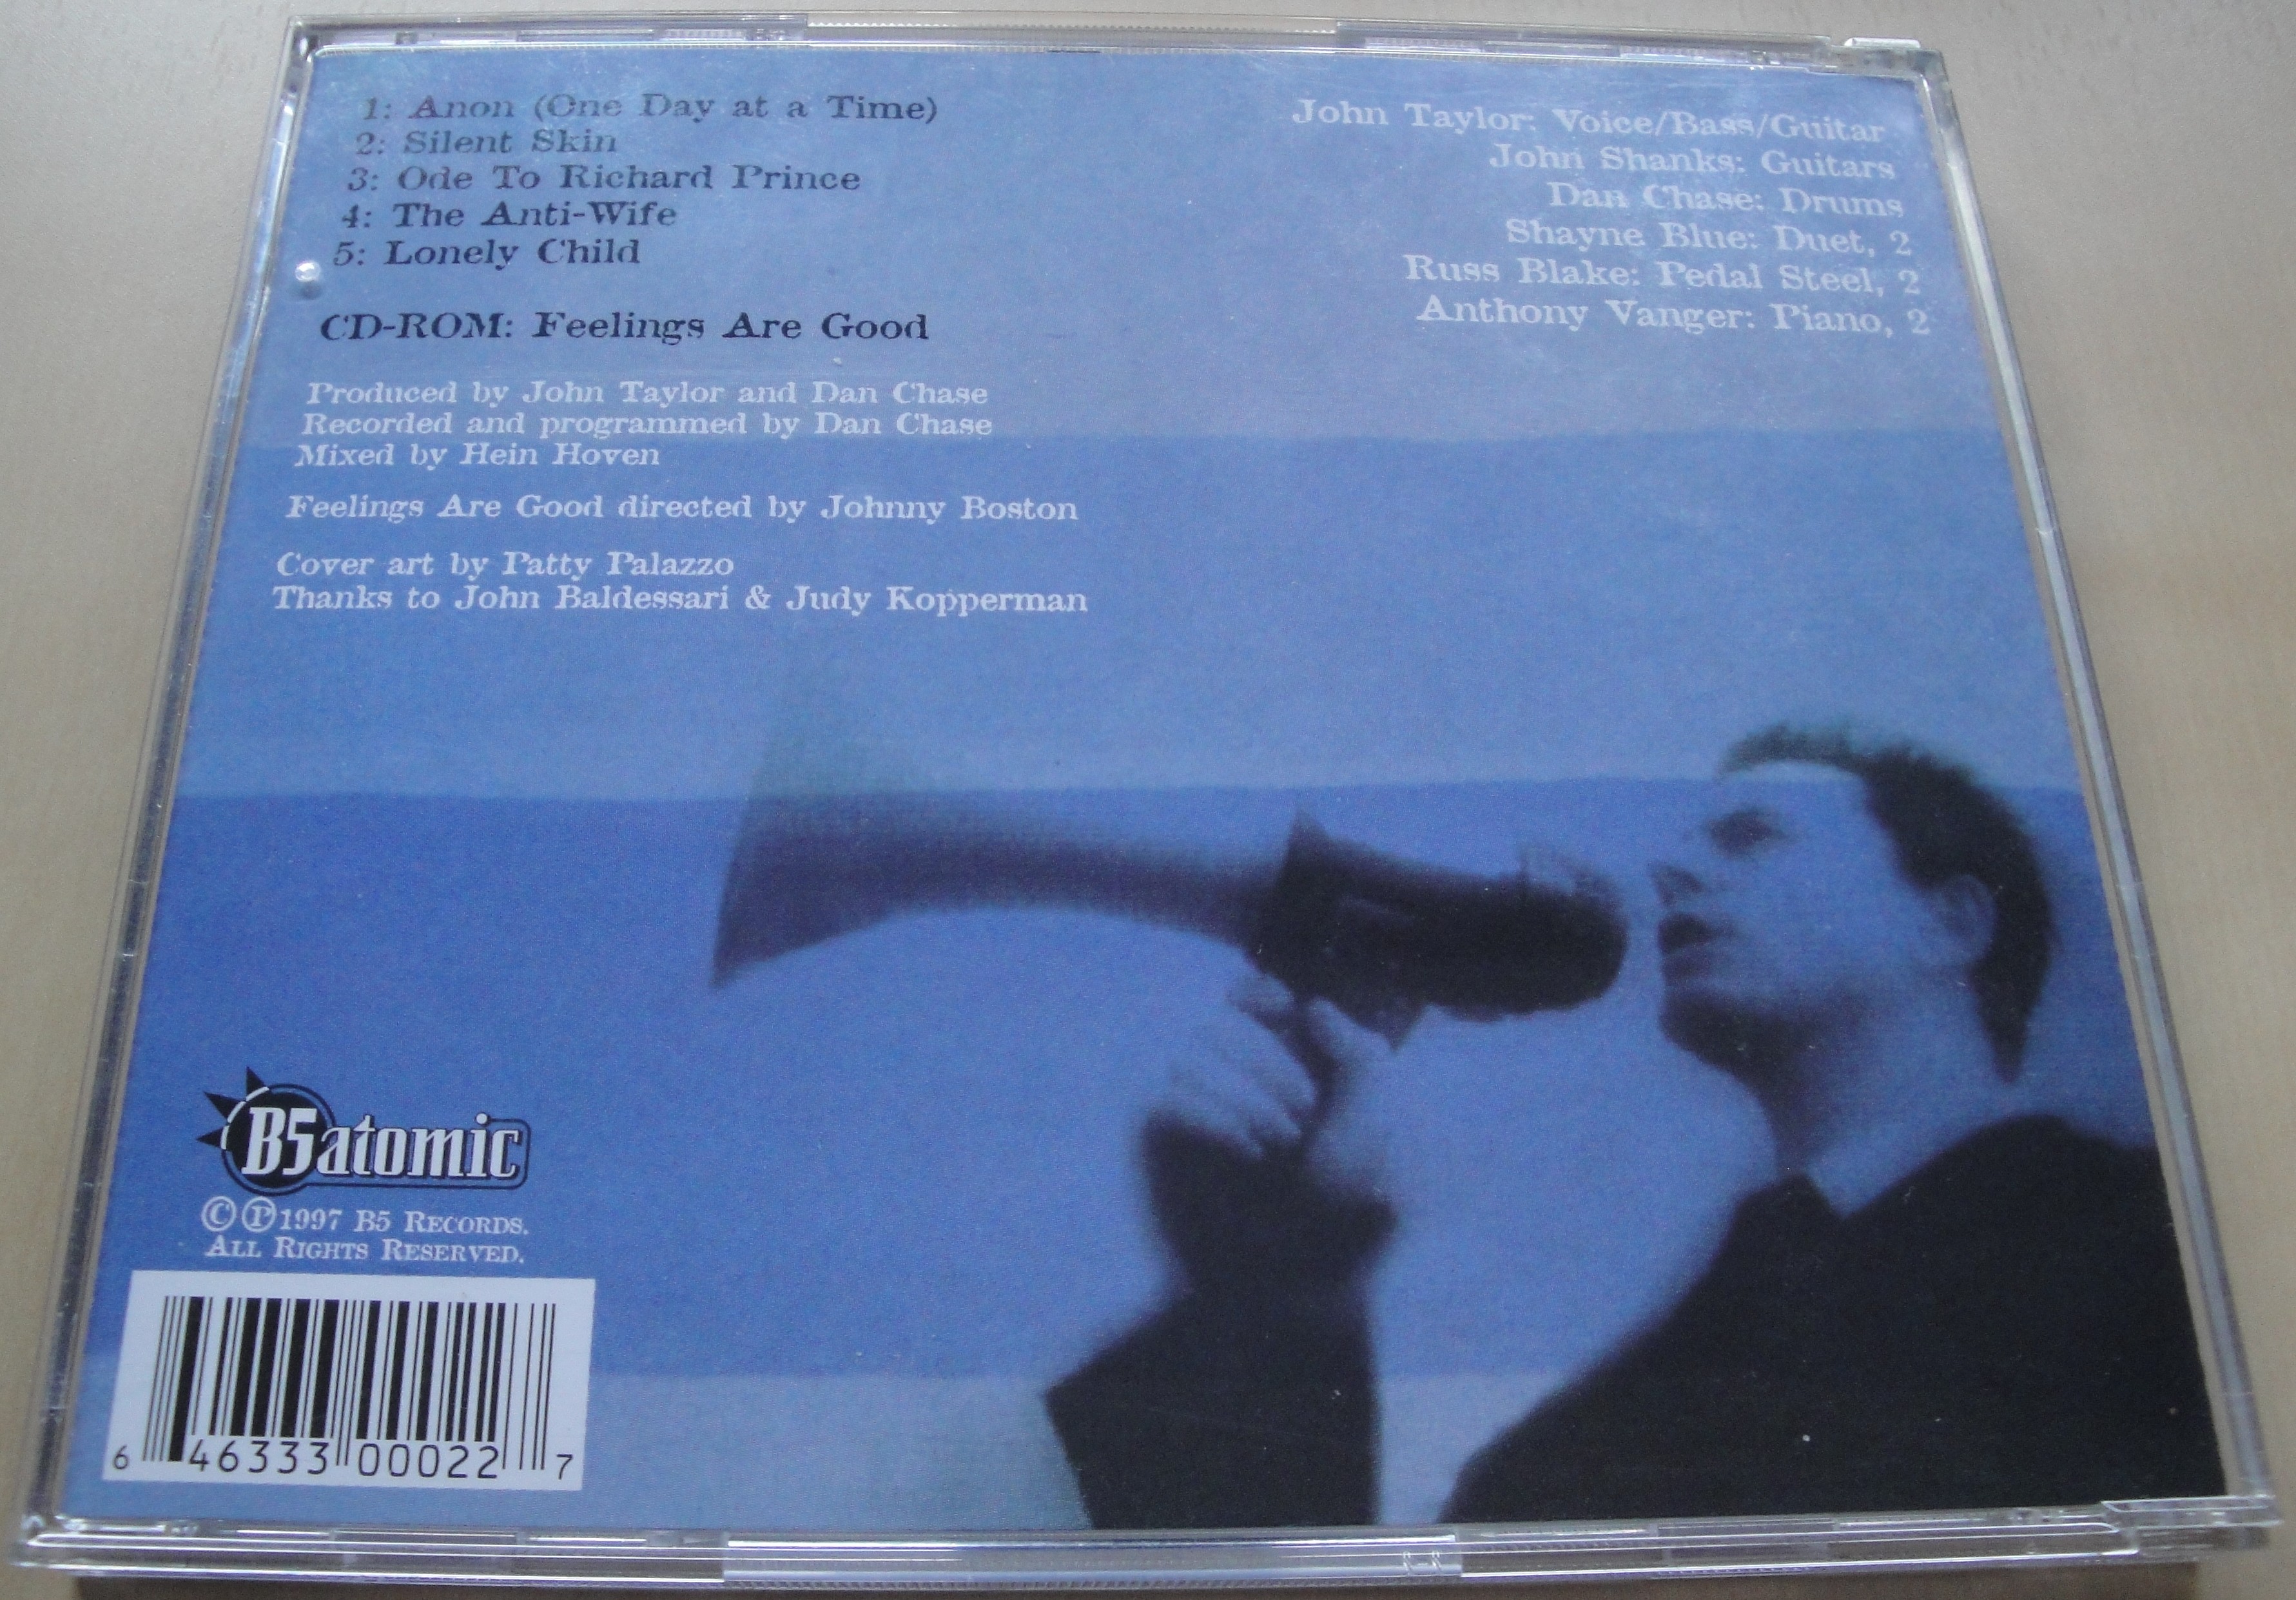 1: Anon (One Day at a Time)
2: Silent Skin
3: Ode To Richard Prince
4: The Anti-Wife
5: Lonely Child
CD-ROM: Feelings Are Good
Produced by John Taylor and Dan Chase
Recorded and programmed by Dan Chase
Mixed by Hein Hoven
Feelings Are Good directed by Johnny Boston
Cover art by Patty Palazzo
Thanks to John Baldessari & Judy Kopperman
John Taylor: Voice/Bass/Guitar
John Shanks: Guitars
Dan Chase: Drums
Shayne Blue: Duet, 2
Russ Blake: Pedal Steel, 2
Anthony Vanger: Piano, 2
B5atomic
©℗1997 B5 RECORDS.
ALL RIGHTS RESERVED.
6 46333 00022 7